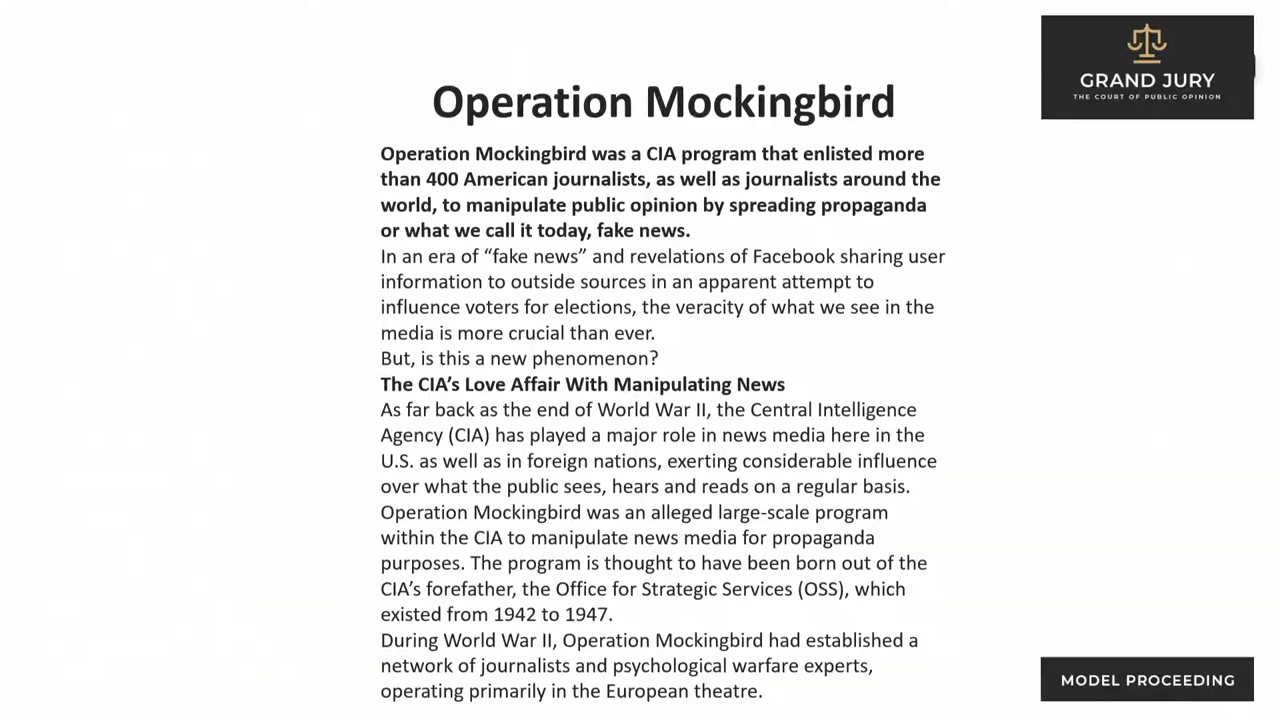 GRAND JURY
THE COURT OF PUBLIC OPINION
Operation Mockingbird
Operation Mockingbird was a CIA program that enlisted more
than 400 American journalists, as well as journalists around the
world, to manipulate public opinion by spreading propaganda
or what we call it today, fake news.
In an era of “fake news” and revelations of Facebook sharing user
information to outside sources in an apparent attempt to
influence voters for elections, the veracity of what we see in the
media is more crucial than ever.
But, is this a new phenomenon?
The CIA’s Love Affair With Manipulating News
As far back as the end of World War II, the Central Intelligence
Agency (CIA) has played a major role in news media here in the
U.S. as well as in foreign nations, exerting considerable influence
over what the public sees, hears and reads on a regular basis.
Operation Mockingbird was an alleged large-scale program
within the CIA to manipulate news media for propaganda
purposes. The program is thought to have been born out of the
CIA’s forefather, the Office for Strategic Services (OSS), which
existed from 1942 to 1947.
During World War II, Operation Mockingbird had established a
network of journalists and psychological warfare experts,
operating primarily in the European theatre.
MODEL PROCEEDING